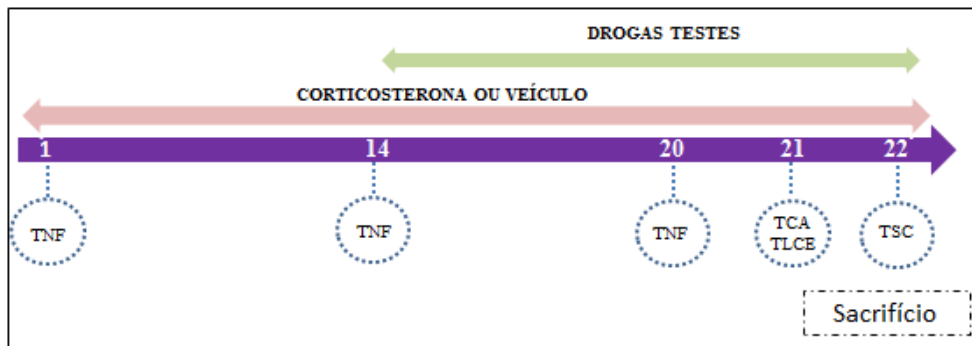 DROGAS TESTES
CORTICOSTERONA OU VEÍCULO
1 14 20 21 22
TNF TNF TNF TCA TSC
TLCE
Sacrifício